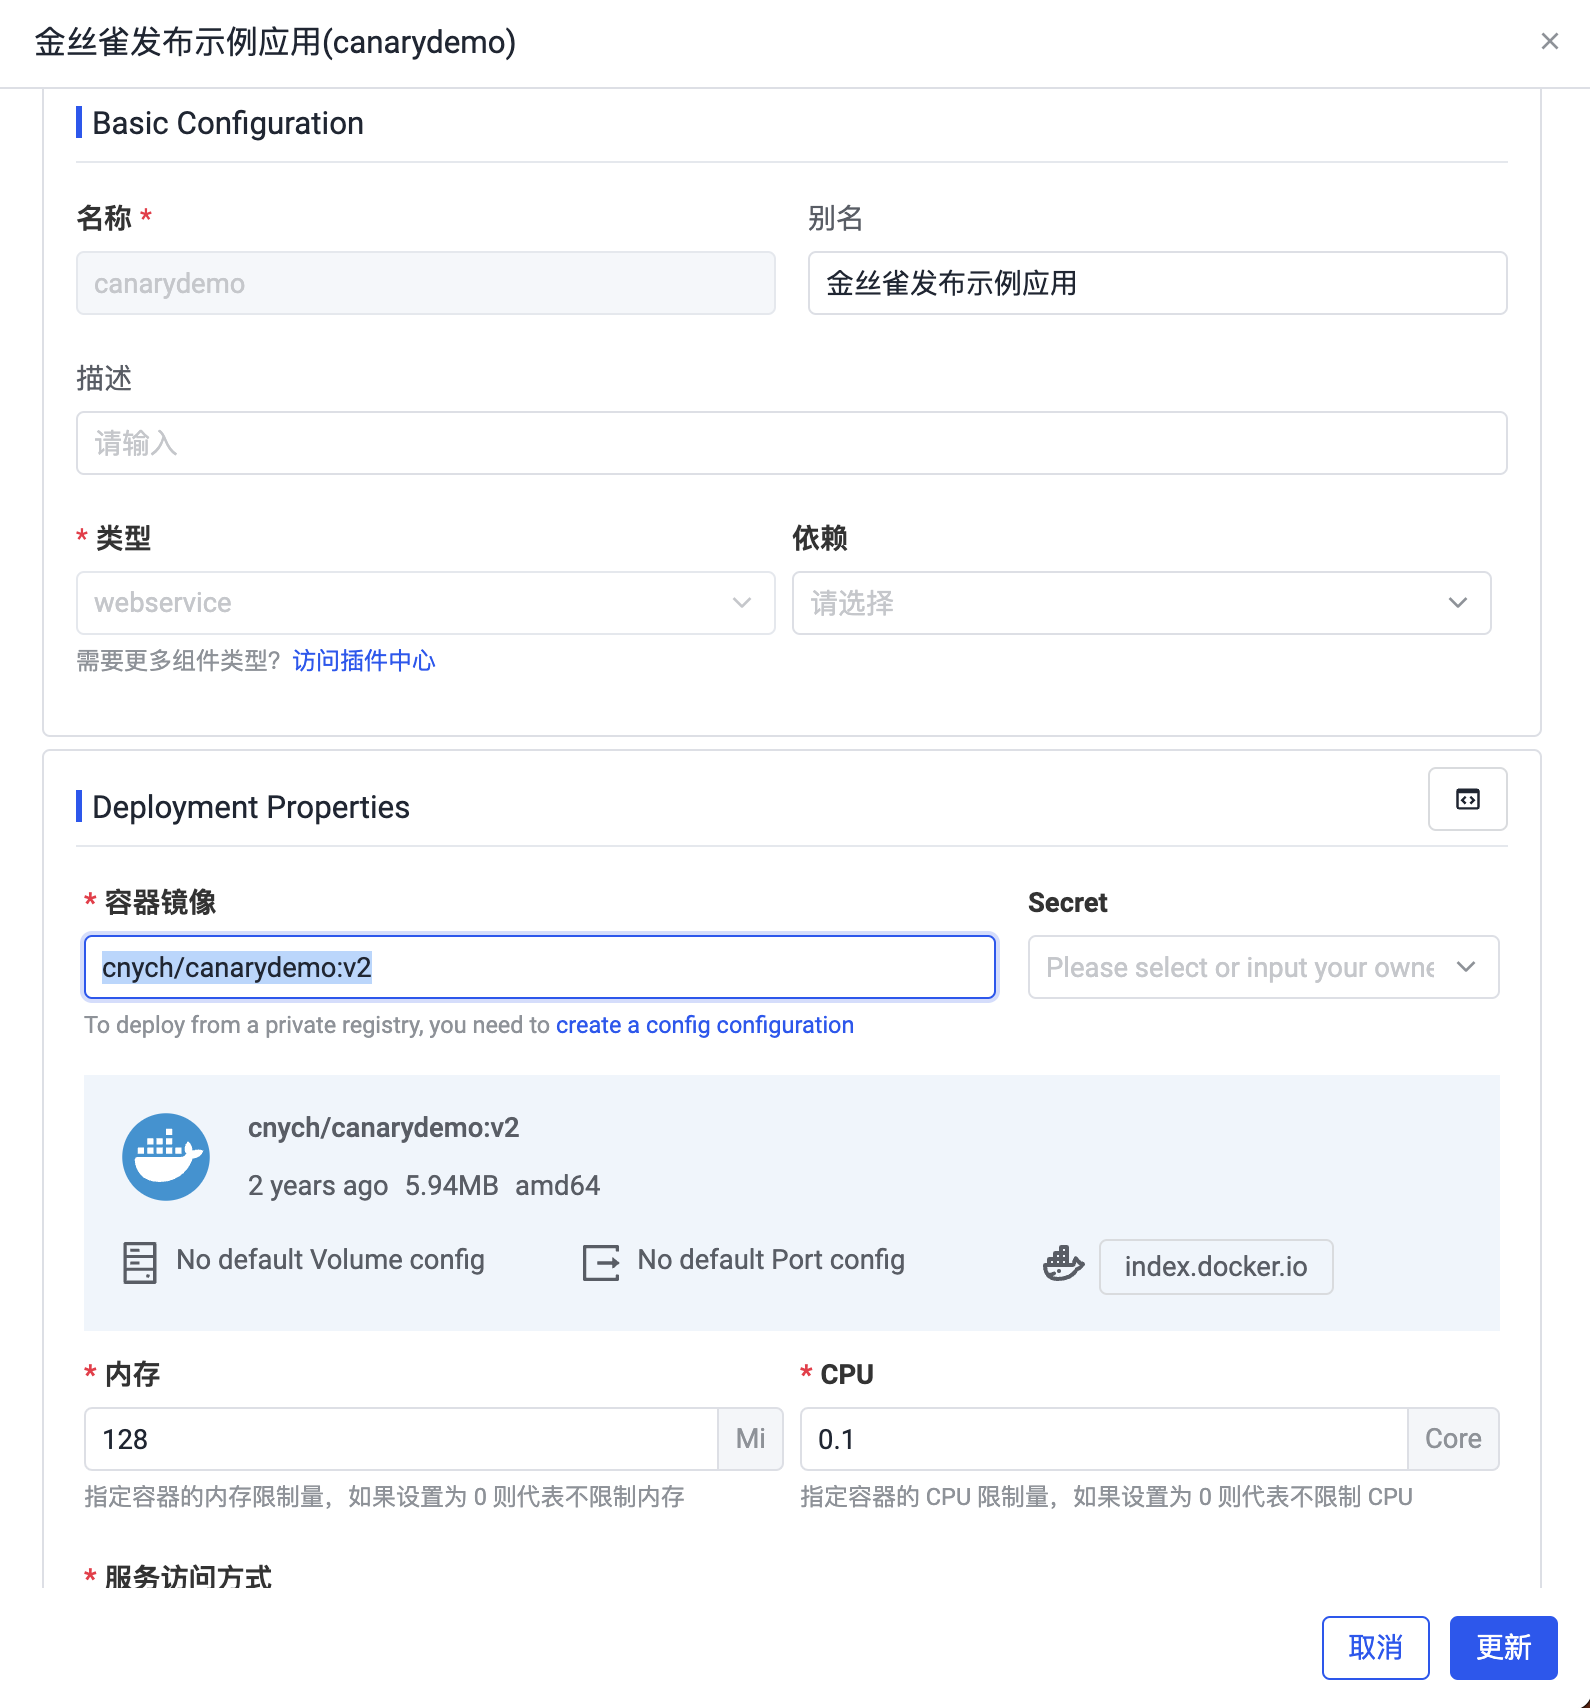 金丝雀发布示例应用(canarydemo)
Basic Configuration
名称 *
别名
canarydemo
金丝雀发布示例应用
描述
请输入
* 类型
依赖
webservice
请选择
需要更多组件类型? 访问插件中心
Deployment Properties
* 容器镜像
Secret
cnych/canarydemo:v2
Please select or input your owne
To deploy from a private registry, you need to create a config configuration
cnych/canarydemo:v2
2 years ago 5.94MB amd64
No default Volume config
No default Port config
index.docker.io
* 内存
* CPU
128 Mi
0.1 Core
指定容器的内存限制量，如果设置为 0 则代表不限制内存
指定容器的 CPU 限制量，如果设置为 0 则代表不限制 CPU
* 服务访问方式
取消
更新